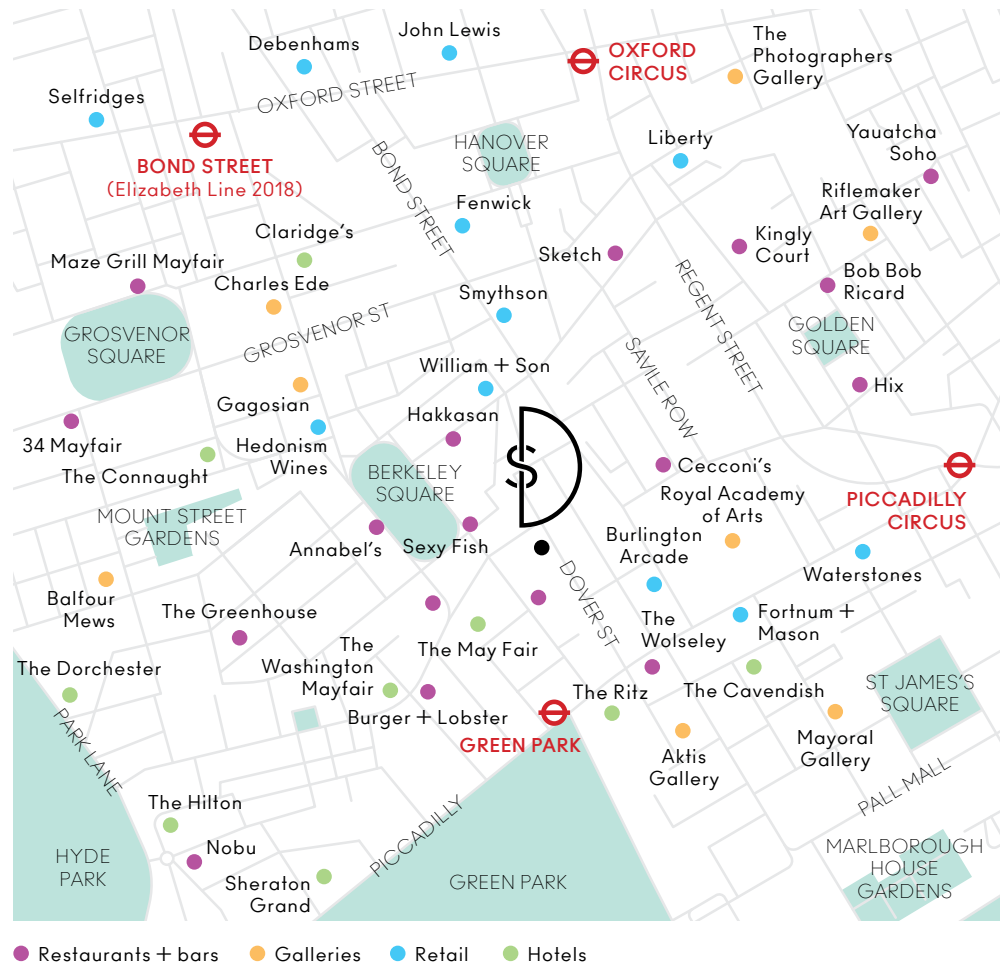 John Lewis
Debenhams
OXFORD
CIRCUS
The
Photographers
Gallery
OXFORD STREET
Selfridges
BOND STREET
(Elizabeth Line 2018)
HANOVER
SQUARE
BOND STREET
Liberty
Yauatcha
Soho
Riflemaker
Art Gallery
Fenwick
Claridge's
Sketch
Kingly
Court
Maze Grill Mayfair
Charles Ede
Bob Bob
Ricard
REGENT STREET
Smythson
GROSVENOR
SQUARE
GROSVENOR ST
GOLDEN
SQUARE
SAVILE ROW
William + Son
Hix
Gagosian
Hakkasan
34 Mayfair
Hedonism
Wines
The Connaught
BERKELEY
SQUARE
S
Cecconi's
Royal Academy
of Arts
PICCADILLY
CIRCUS
MOUNT STREET
GARDENS
Annabel's
Sexy Fish
Burlington
Arcade
Waterstones
Balfour
Mews
DOVER ST
The Greenhouse
The
Wolseley
Fortnum +
Mason
The May Fair
The
Washington
Mayfair
The Dorchester
The Ritz
The Cavendish
ST JAMES'S
SQUARE
Burger + Lobster
GREEN PARK
PARK LANE
Aktis
Gallery
Mayoral
Gallery
PALL MALL
The Hilton
PICCADILLY
Nobu
HYDE
PARK
Sheraton
Grand
GREEN PARK
MARLBOROUGH
HOUSE
GARDENS
Restaurants + bars
Galleries
Retail
Hotels